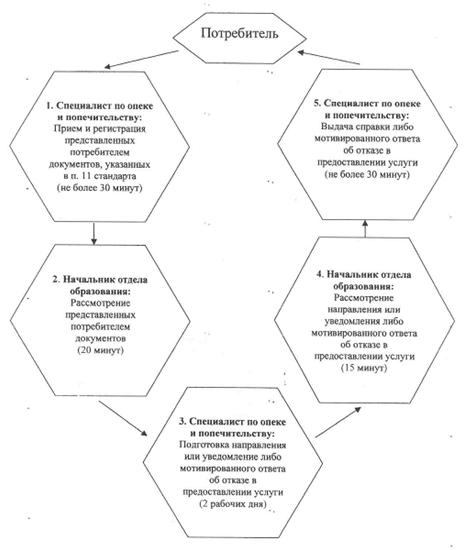 Потребитель
1. Специалист по опеке
и попечительству:
Прием и регистрация
представленных
потребителем
документов, указанных
в п. 11 стандарта
(не более 30 минут)
2. Начальник отдела
образования:
Рассмотрение
представленных
потребителем
документов
(20 минут)
3. Специалист по опеке
и попечительству:
Подготовка направления
или уведомление либо
мотивированного ответа
об отказе в
предоставлении услуги
(2 рабочих дня)
4. Начальник отдела
образования:
Рассмотрение
направления или
уведомления либо
мотивированного ответа
об отказе в
предоставлении услуги
(15 минут)
5. Специалист по опеке
и попечительству:
Выдача справки либо
мотивированного ответа
об отказе в
предоставлении услуги
(не более 30 минут)